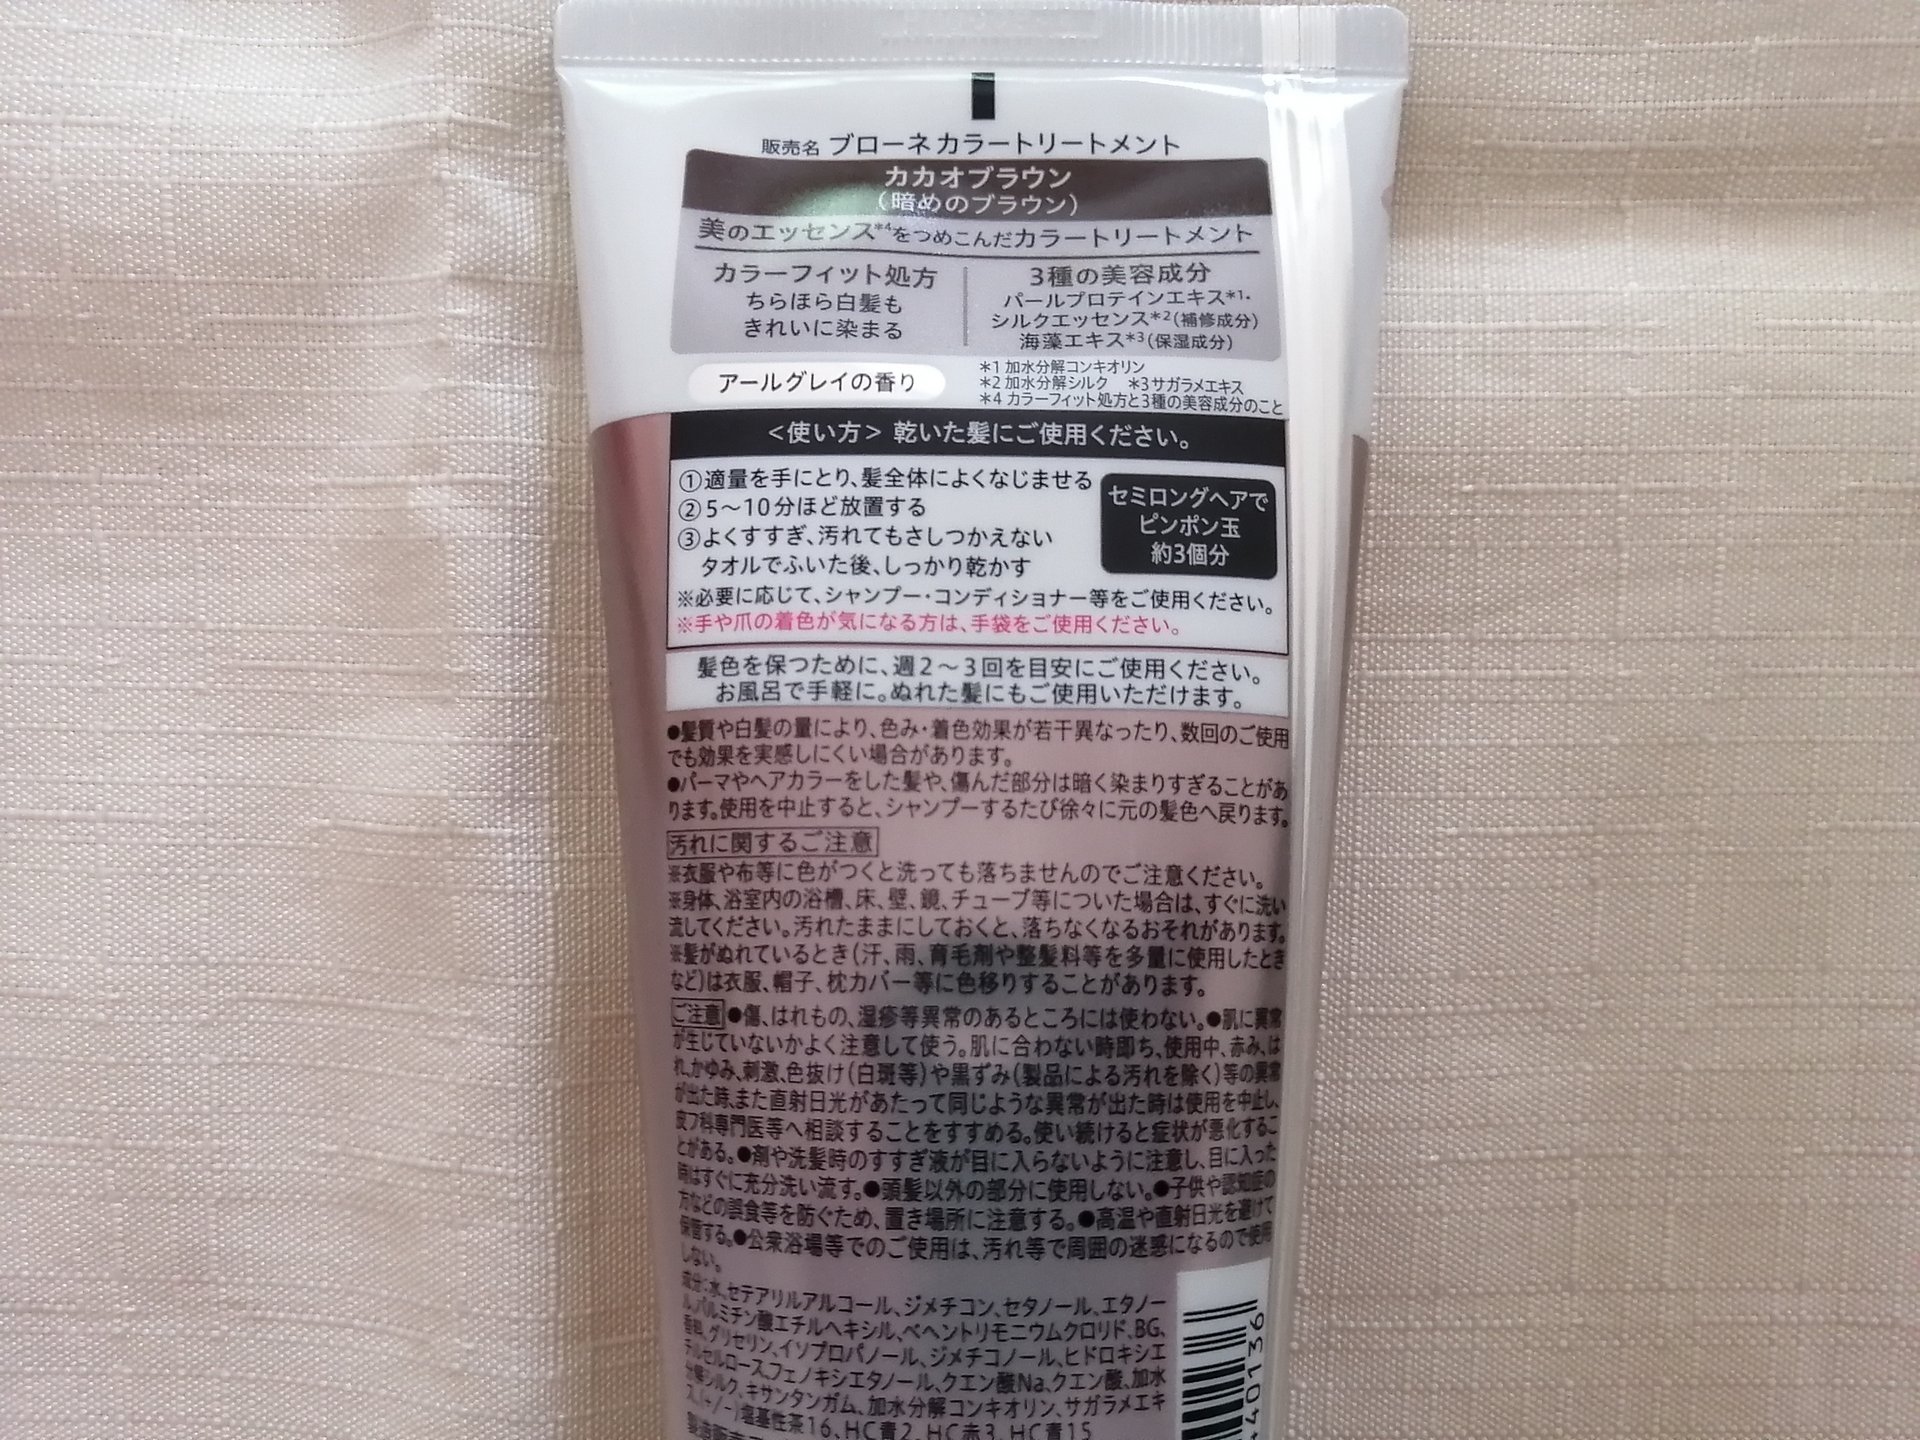 販売名 ブローネ カラートリートメント
カカオブラウン
（暗めのブラウン）
美のエッセンス*4をつめこんだカラートリートメント
カラーフィット処方
ちらほら白髪も
きれいに染まる
3種の美容成分
パールプロテインエキス*1・
シルクエッセンス*2(補修成分)
海藻エキス*3(保湿成分)
アールグレイの香り
*1 加水分解コンキオリン
*2 加水分解シルク *3 サガラメエキス
*4 カラーフィット処方と3種の美容成分のこと
<使い方> 乾いた髪にご使用ください。
①適量を手にとり、髪全体によくなじませる
②5〜10分ほど放置する
③よくすすぎ、汚れてもさしつかえない
タオルでふいた後、しっかり乾かす
セミロングヘアで
ピンポン玉
約3個分
※必要に応じて、シャンプー・コンディショナー等をご使用ください。
※手や爪の着色が気になる方は、手袋をご使用ください。
髪色を保つために、週2〜3回を目安にご使用ください。
お風呂で手軽に。ぬれた髪にもご使用いただけます。
●髪質や白髪の量により、色み・着色効果が若干異なったり、数回のご使用
でも効果を実感しにくい場合があります。
●パーマやヘアカラーをした髪や、傷んだ部分は暗く染まりすぎることがあ
ります。使用を中止すると、シャンプーするたび徐々に元の髪色へ戻ります。
汚れに関するご注意
※衣服や布等に色がつくと洗っても落ちませんのでご注意ください。
※身体、浴室内の浴槽、床、壁、鏡、チューブ等についた場合は、すぐに洗い
流してください。汚れたままにしておくと、落ちなくなるおそれがあります。
※髪がぬれているとき(汗、雨、育毛剤や整髪料等を多量に使用したとき
など)は衣服、帽子、枕カバー等に色移りすることがあります。
ご注意 ●傷、はれもの、湿疹等異常のあるところには使わない。●肌に異常
が生じていないかよく注意して使う。肌に合わない時即ち、使用中、赤み、は
れ、かゆみ、刺激、色抜け(白斑等)や黒ずみ(製品による汚れを除く)等の異常
が出た時、また直射日光があたって同じような異常が出た時は使用を中止し、
皮フ科専門医等へ相談することをすすめる。使い続けると症状が悪化するこ
とがある。●剤や洗髪時のすすぎ液が目に入らないように注意し、目に入った
時はすぐに充分洗い流す。●頭髪以外の部分に使用しない。●子供や認知症の
方などの誤食等を防ぐため、置き場所に注意する。●高温や直射日光を避けて
保管する。●公衆浴場等でのご使用は、汚れ等で周囲の迷惑になるので使用
しない。
成分:水、セテアリルアルコール、ジメチコン、セタノール、エタノー
ル、パルミチン酸エチルヘキシル、ベヘントリモニウムクロリド、BG、
香料、グリセリン、イソプロパノール、ジメチコノール、ヒドロキシエ
チルセルロース、フェノキシエタノール、クエン酸Na、クエン酸、加水
分解シルク、キサンタンガム、加水分解コンキオリン、サガラメエキ
ス、(+/-)塩基性茶16、HC青2、HC赤3、HC青15
40136